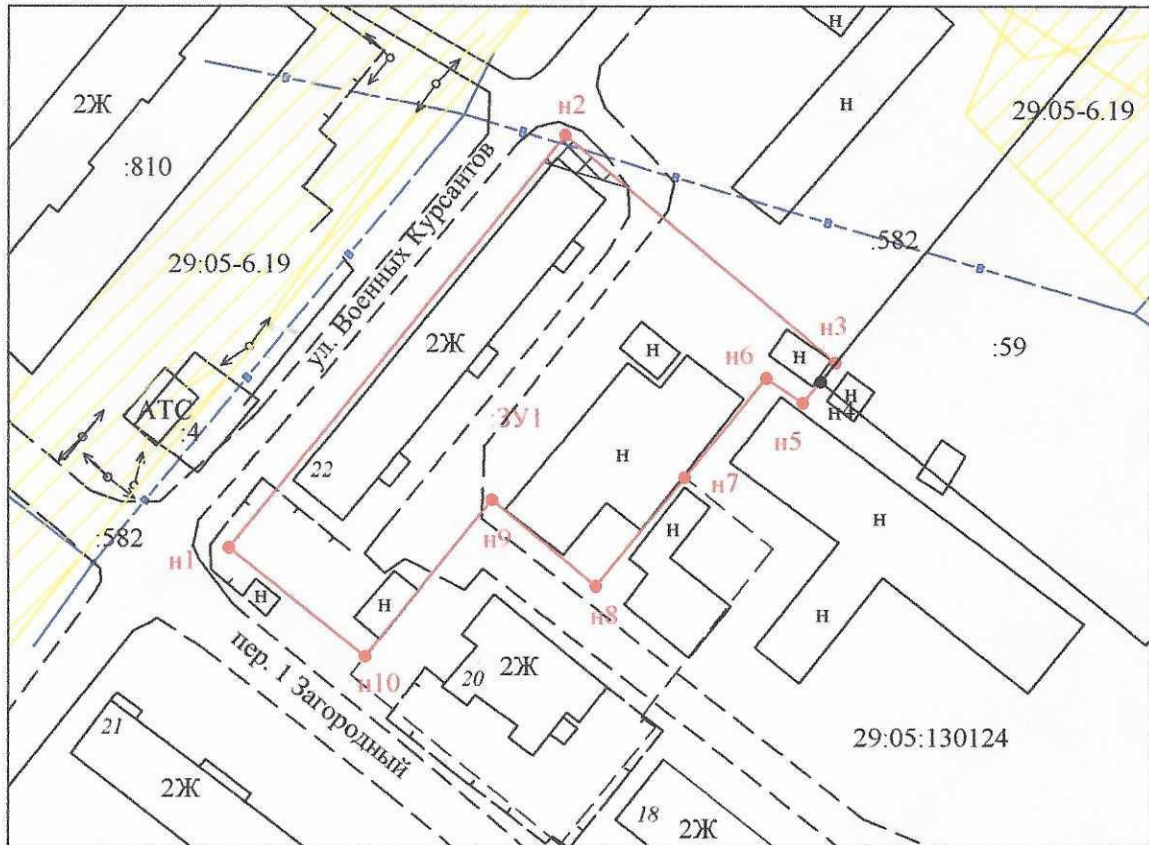 н
2Ж
н
29:05-6.19
н2
:810
ул. Военных Курсантов
:582
29:05-6.19
2Ж
н
н3
:59
н6
н
н
АТС
:4
:ЗУ1
н4
н5
22
н
н7
н
:582
н9
н
н1
н
н
н8
н
пер. 1 Загородный
н10
20
2Ж
21
29:05:130124
2Ж
18
2Ж